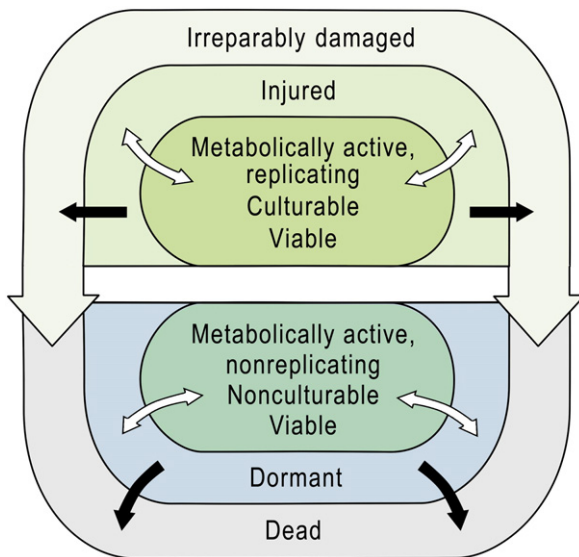 Irreparably damaged
Injured
Metabolically active,
replicating
Culturable
Viable
Metabolically active,
nonreplicating
Nonculturable
Viable
Dormant
Dead